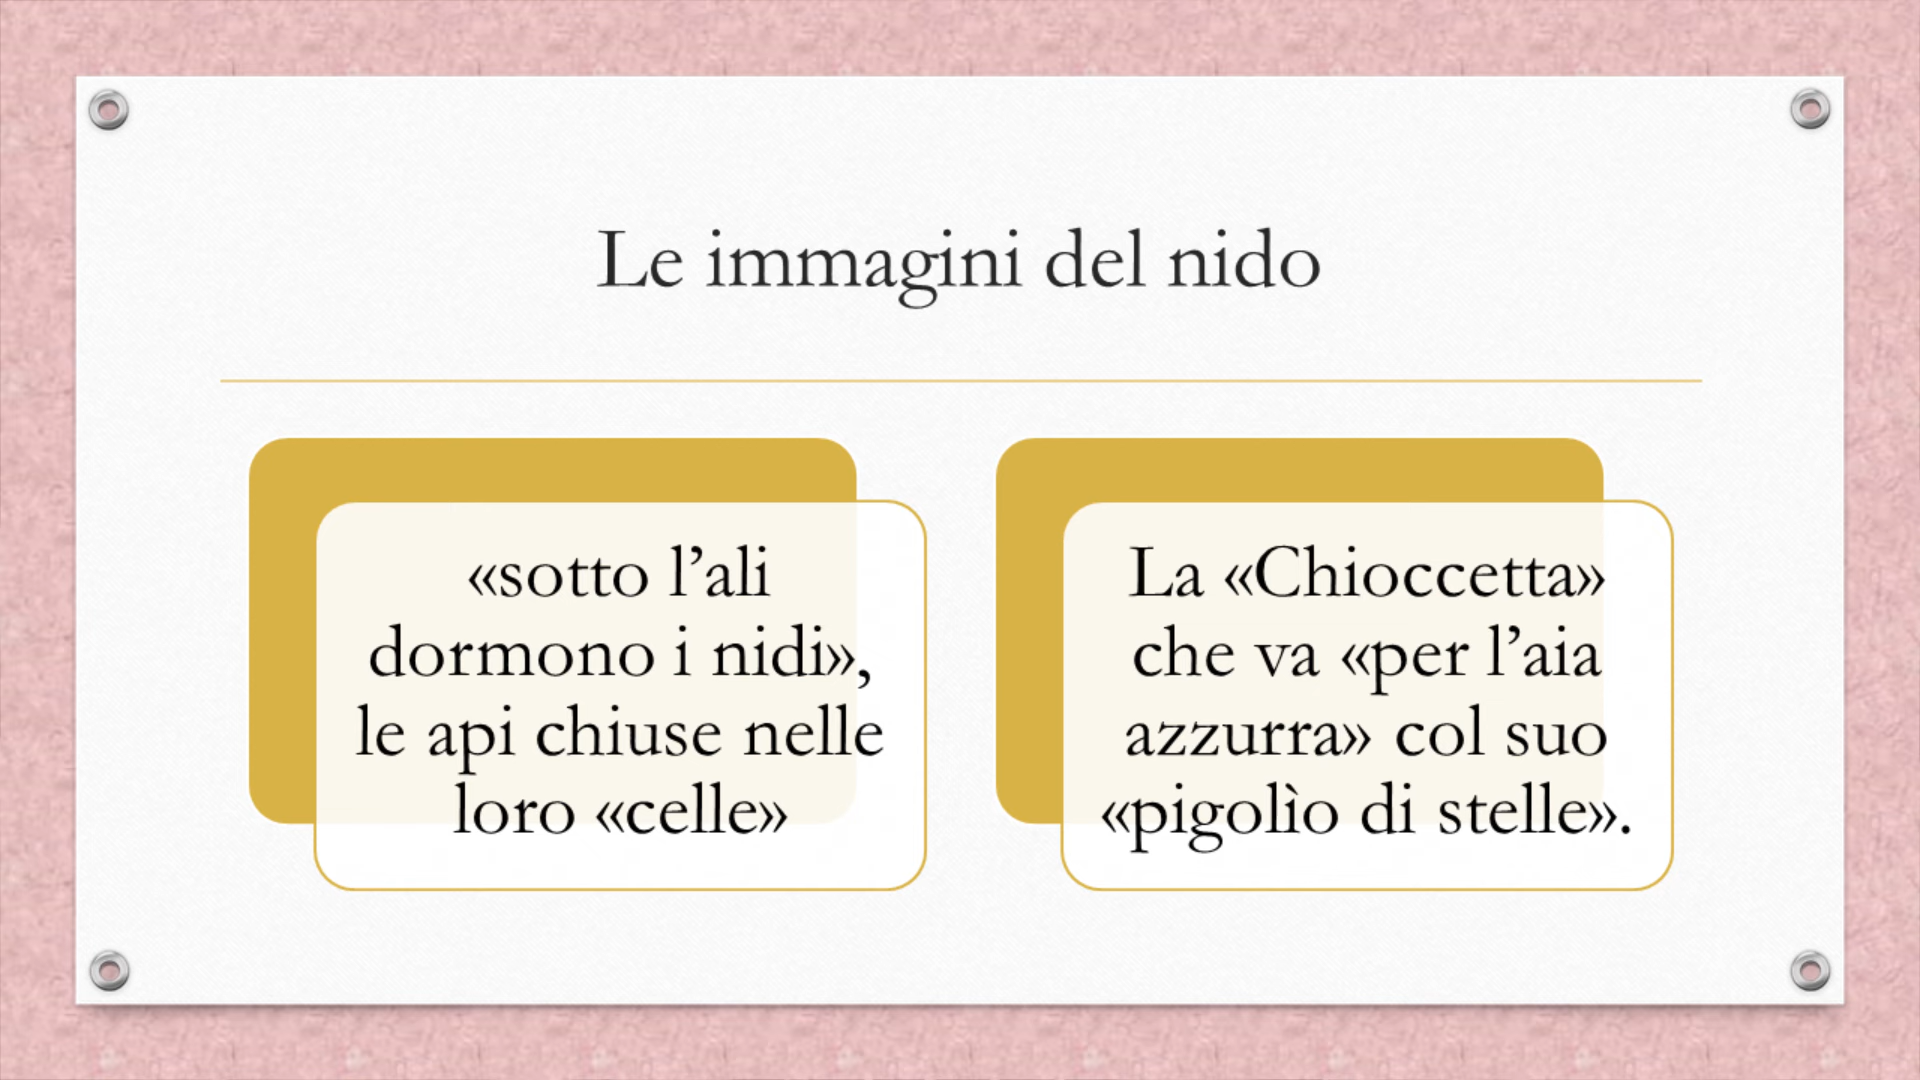 Le immagini del nido
«sotto l’ali
dormono i nidi»,
le api chiuse nelle
loro «celle»
La «Chioccetta»
che va «per l’aia
azzurra» col suo
«pigolìo di stelle».